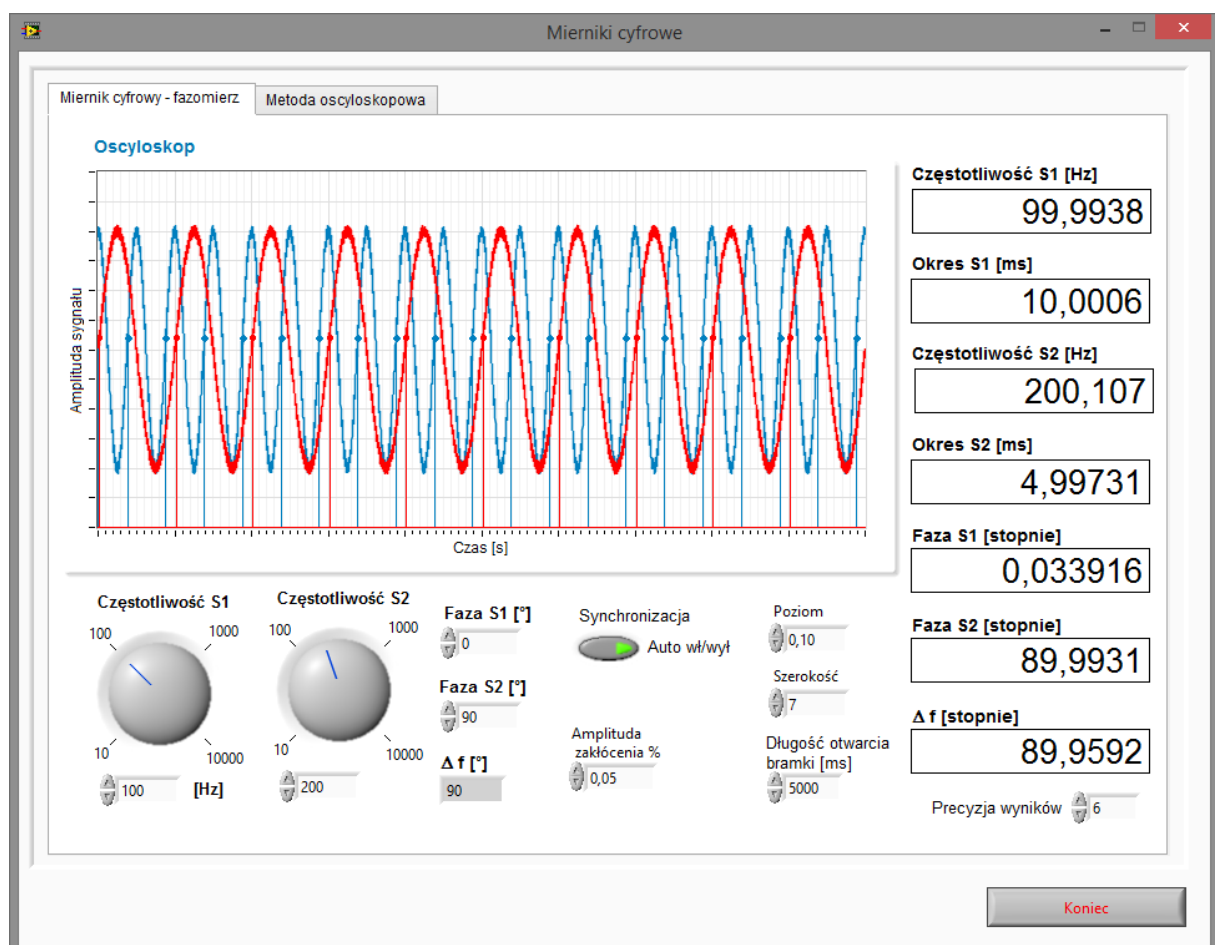 Mierniki cyfrowe
Miernik cyfrowy - fazomierz
Metoda oscyloskopowa
Oscyloskop
Amplituda sygnału
Czas [s]
Częstotliwość S1 [Hz]
99,9938
Okres S1 [ms]
10,0006
Częstotliwość S2 [Hz]
200,107
Okres S2 [ms]
4,99731
Faza S1 [stopnie]
0,033916
Faza S2 [stopnie]
89,9931
Δ f [stopnie]
89,9592
Precyzja wyników 6
Częstotliwość S1
100 1000
10 10000
100 [Hz]
Częstotliwość S2
100 1000
10 10000
200
Faza S1 [°]
0
Faza S2 [°]
90
Δ f [°]
90
Synchronizacja
Auto wł/wył
Amplituda
zakłócenia %
0,05
Poziom
0,10
Szerokość
7
Długość otwarcia
bramki [ms]
5000
Koniec